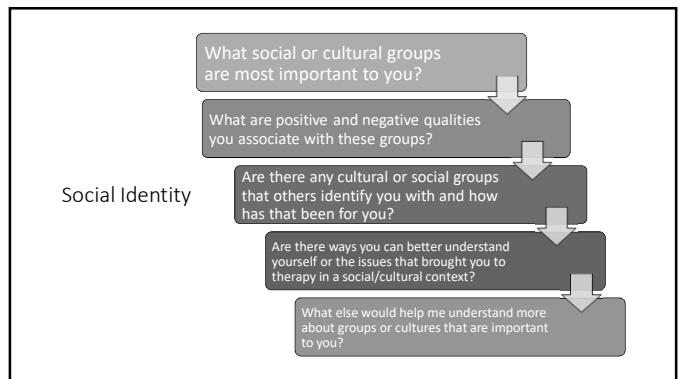 What social or cultural groups
are most important to you?
What are positive and negative qualities
you associate with these groups?
Social Identity
Are there any cultural or social groups
that others identify you with and how
has that been for you?
Are there ways you can better understand
yourself or the issues that brought you to
therapy in a social/cultural context?
What else would help me understand more
about groups or cultures that are important
to you?